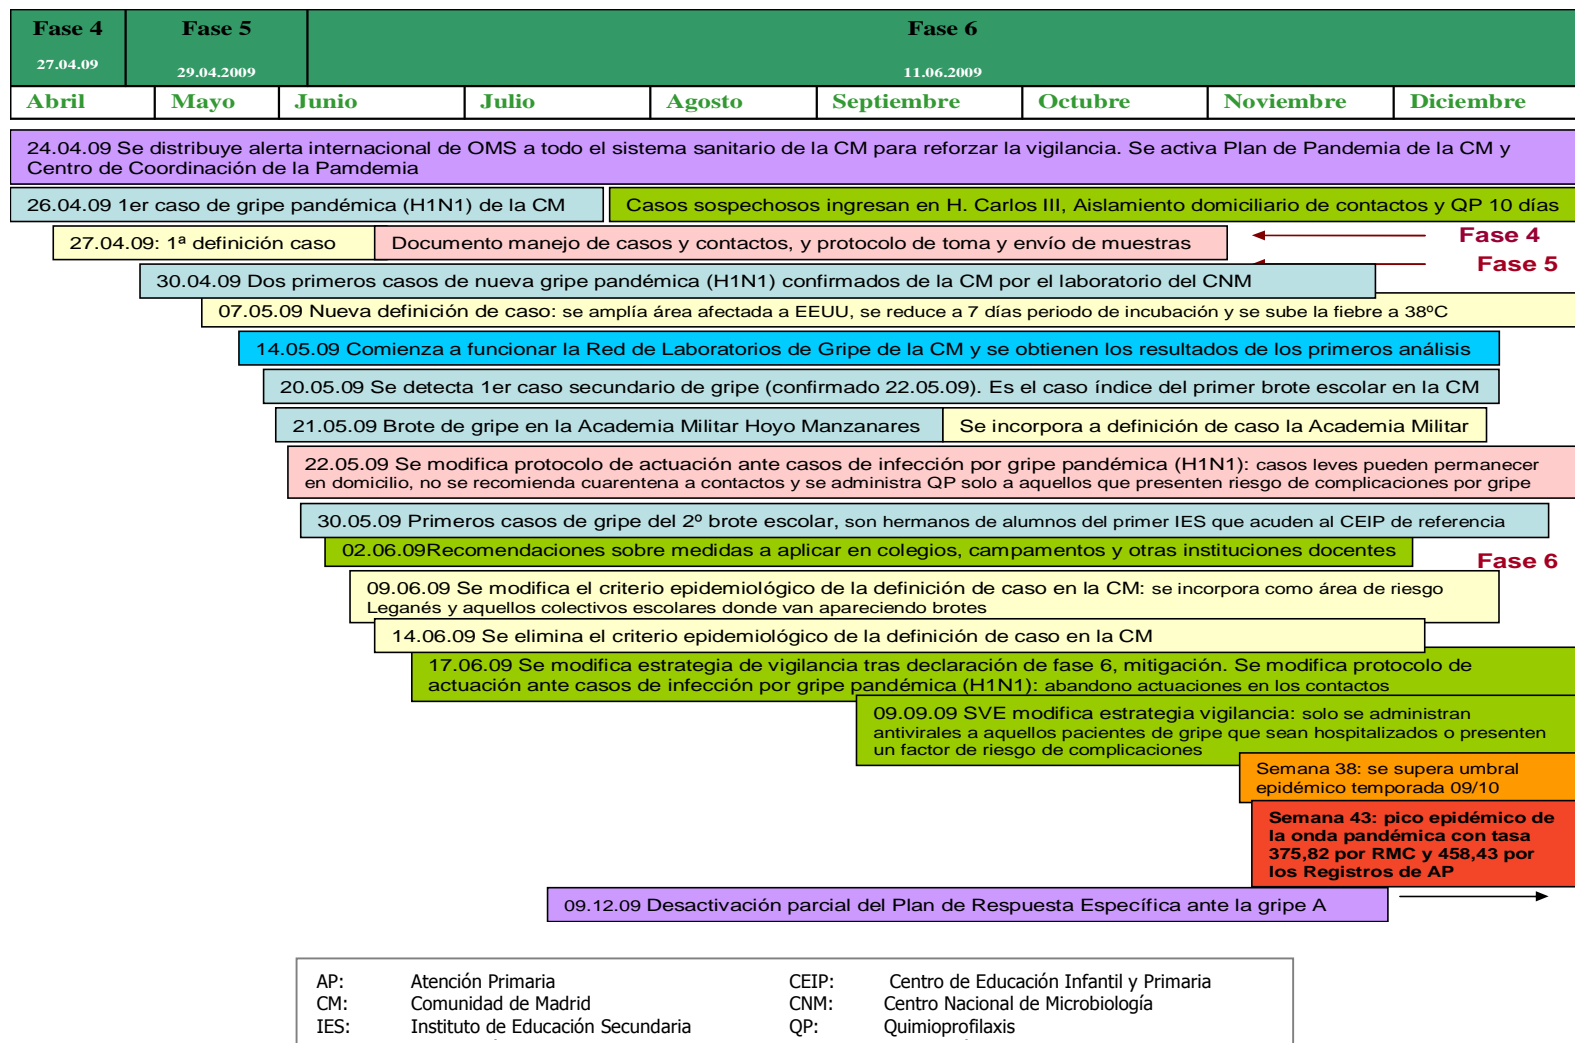 Fase 4
Fase 5
Fase 6
27.04.09
29.04.2009
11.06.2009
Abril
Mayo
Junio
Julio
Agosto
Septiembre
Octubre
Noviembre
Diciembre
24.04.09 Se distribuye alerta internacional de OMS a todo el sistema sanitario de la CM para reforzar la vigilancia. Se activa Plan de Pandemia de la CM y
Centro de Coordinación de la Pamdemia
26.04.09 1er caso de gripe pandémica (H1N1) de la CM
Casos sospechosos ingresan en H. Carlos III, Aislamiento domiciliario de contactos y QP 10 días
27.04.09: 1ª definición caso
Documento manejo de casos y contactos, y protocolo de toma y envío de muestras
Fase 4
Fase 5
30.04.09 Dos primeros casos de nueva gripe pandémica (H1N1) confirmados de la CM por el laboratorio del CNM
07.05.09 Nueva definición de caso: se amplía área afectada a EEUU, se reduce a 7 días periodo de incubación y se sube la fiebre a 38ºC
14.05.09 Comienza a funcionar la Red de Laboratorios de Gripe de la CM y se obtienen los resultados de los primeros análisis
20.05.09 Se detecta 1er caso secundario de gripe (confirmado 22.05.09). Es el caso índice del primer brote escolar en la CM
21.05.09 Brote de gripe en la Academia Militar Hoyo Manzanares
Se incorpora a definición de caso la Academia Militar
22.05.09 Se modifica protocolo de actuación ante casos de infección por gripe pandémica (H1N1): casos leves pueden permanecer
en domicilio, no se recomienda cuarentena a contactos y se administra QP solo a aquellos que presenten riesgo de complicaciones por gripe
30.05.09 Primeros casos de gripe del 2º brote escolar, son hermanos de alumnos del primer IES que acuden al CEIP de referencia
02.06.09Recomendaciones sobre medidas a aplicar en colegios, campamentos y otras instituciones docentes
Fase 6
09.06.09 Se modifica el criterio epidemiológico de la definición de caso en la CM: se incorpora como área de riesgo
Leganés y aquellos colectivos escolares donde van apareciendo brotes
14.06.09 Se elimina el criterio epidemiológico de la definición de caso en la CM
17.06.09 Se modifica estrategia de vigilancia tras declaración de fase 6, mitigación. Se modifica protocolo de
actuación ante casos de infección por gripe pandémica (H1N1): abandono actuaciones en los contactos
09.09.09 SVE modifica estrategia vigilancia: solo se administran
antivirales a aquellos pacientes de gripe que sean hospitalizados o presenten
un factor de riesgo de complicaciones
Semana 38: se supera umbral
epidémico temporada 09/10
Semana 43: pico epidémico de
la onda pandémica con tasa
375,82 por RMC y 458,43 por
los Registros de AP
09.12.09 Desactivación parcial del Plan de Respuesta Específica ante la gripe A
AP: Atención Primaria CEIP: Centro de Educación Infantil y Primaria
CM: Comunidad de Madrid CNM: Centro Nacional de Microbiología
IES: Instituto de Educación Secundaria QP: Quimioprofilaxis